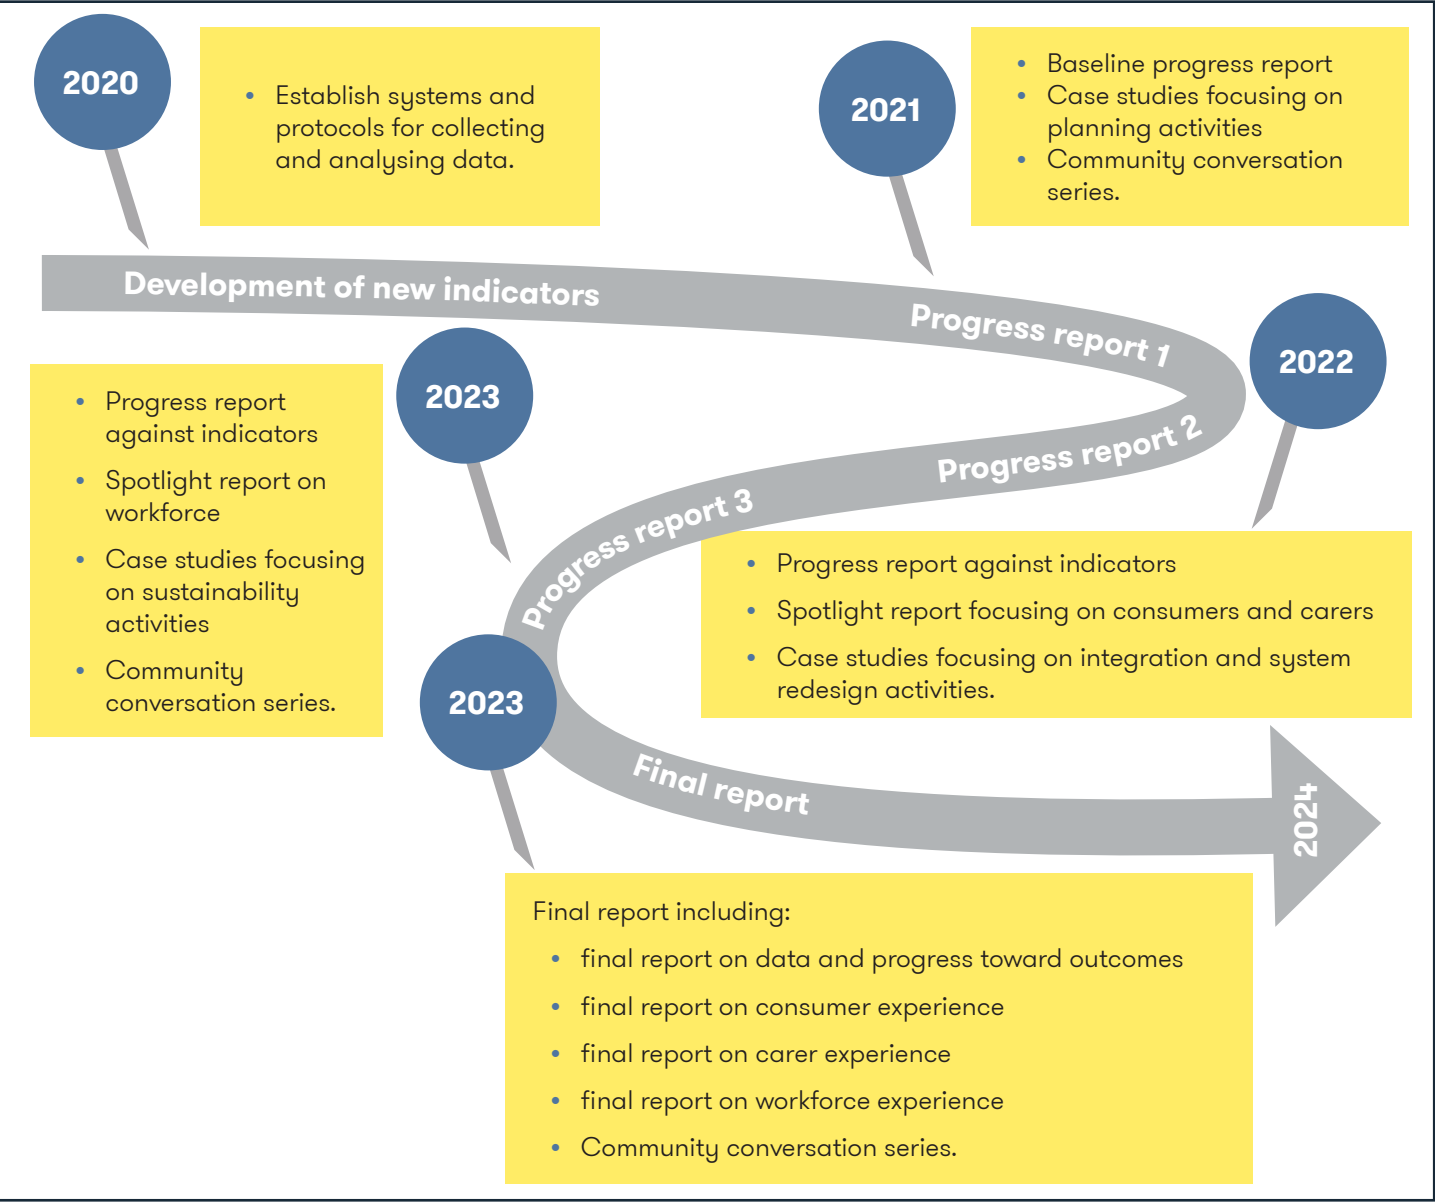 2020
• Establish systems and
protocols for collecting
and analysing data.
Development of new indicators
2021
• Baseline progress report
• Case studies focusing on
planning activities
• Community conversation
series.
Progress report 1
2022
Progress report 2
• Progress report against indicators
• Spotlight report focusing on consumers and carers
• Case studies focusing on integration and system
redesign activities.
2023
Progress report 3
• Progress report
against indicators
• Spotlight report on
workforce
• Case studies focusing
on sustainability
activities
• Community
conversation series.
2023
Final report
2024
Final report including:
• final report on data and progress toward outcomes
• final report on consumer experience
• final report on carer experience
• final report on workforce experience
• Community conversation series.